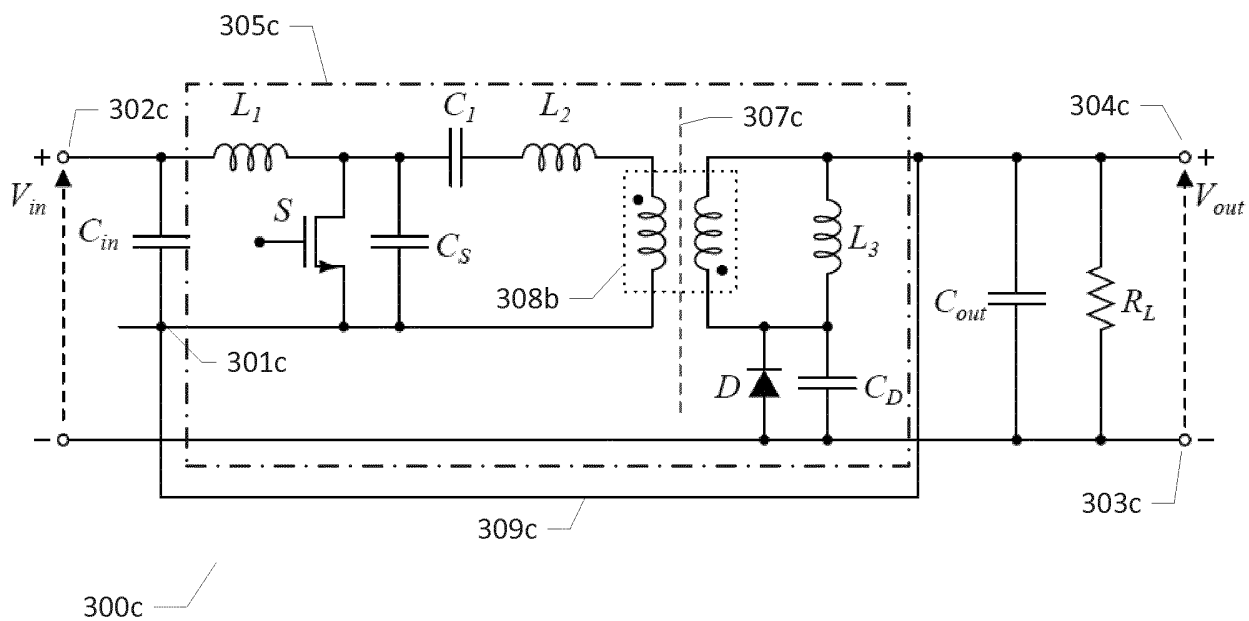 305c
302c
L1
C1
L2
307c
304c
+
+
Vin
Vout
S
Cin
CS
L3
308b
Cout
RL
301c
D
CD
−
−
303c
309c
300c